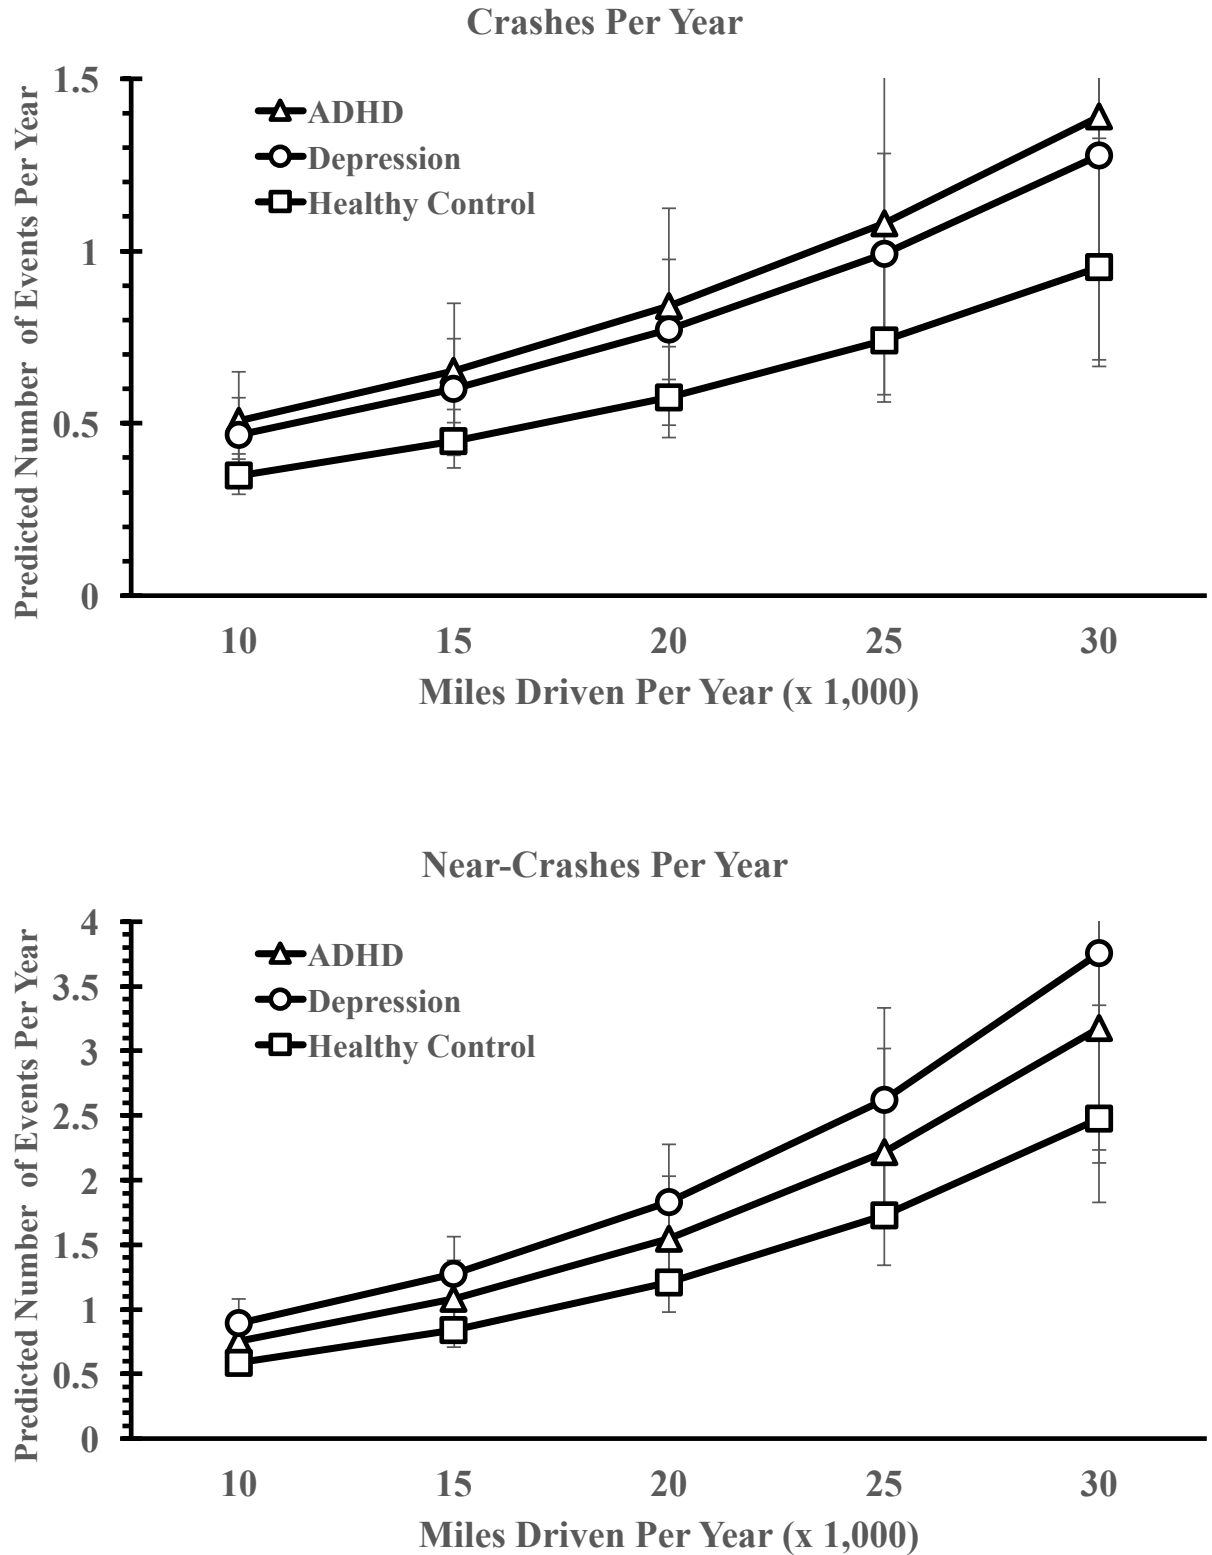 Crashes Per Year
Predicted Number of Events Per Year
1.5
1
0.5
0
ADHD
Depression
Healthy Control
10 15 20 25 30
Miles Driven Per Year (x 1,000)
Near-Crashes Per Year
Predicted Number of Events Per Year
4
3.5
3
2.5
2
1.5
1
0.5
0
ADHD
Depression
Healthy Control
10 15 20 25 30
Miles Driven Per Year (x 1,000)